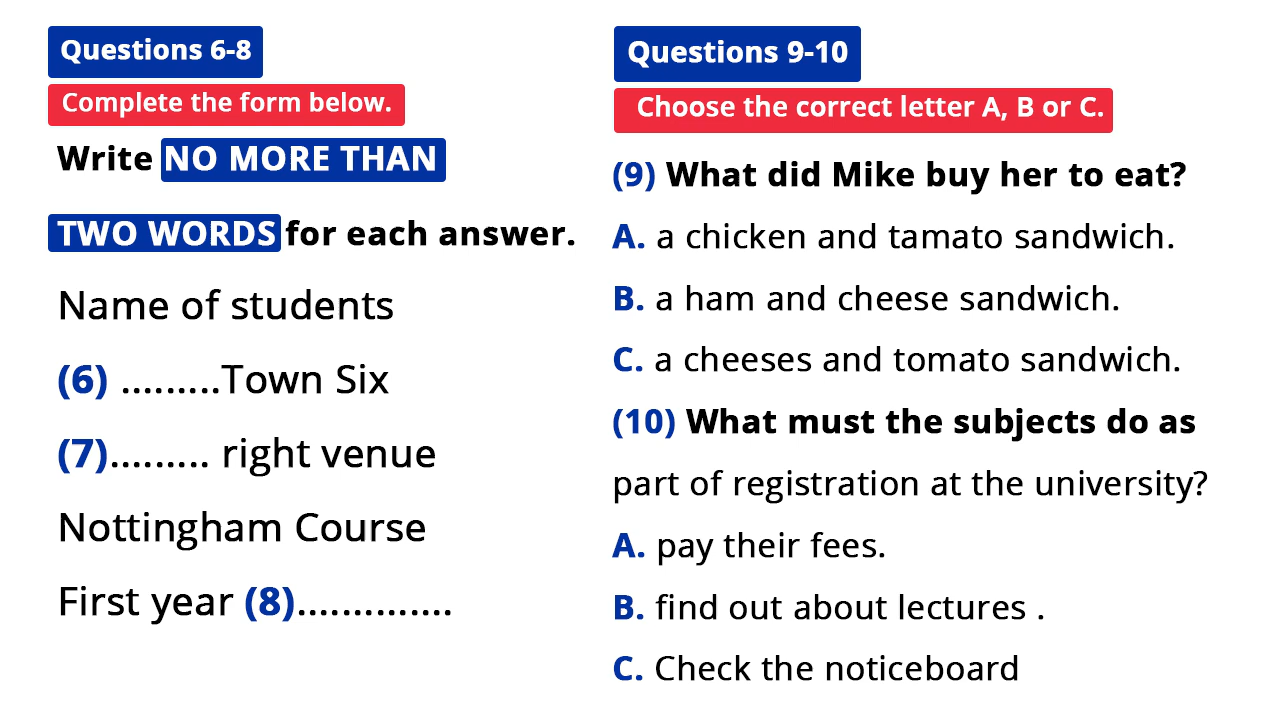 Questions 6-8
Complete the form below.
Write NO MORE THAN
TWO WORDS for each answer.
Name of students
(6) .........Town Six
(7)......... right venue
Nottingham Course
First year (8)..............
Questions 9-10
Choose the correct letter A, B or C.
(9) What did Mike buy her to eat?
A. a chicken and tamato sandwich.
B. a ham and cheese sandwich.
C. a cheeses and tomato sandwich.
(10) What must the subjects do as
part of registration at the university?
A. pay their fees.
B. find out about lectures .
C. Check the noticeboard